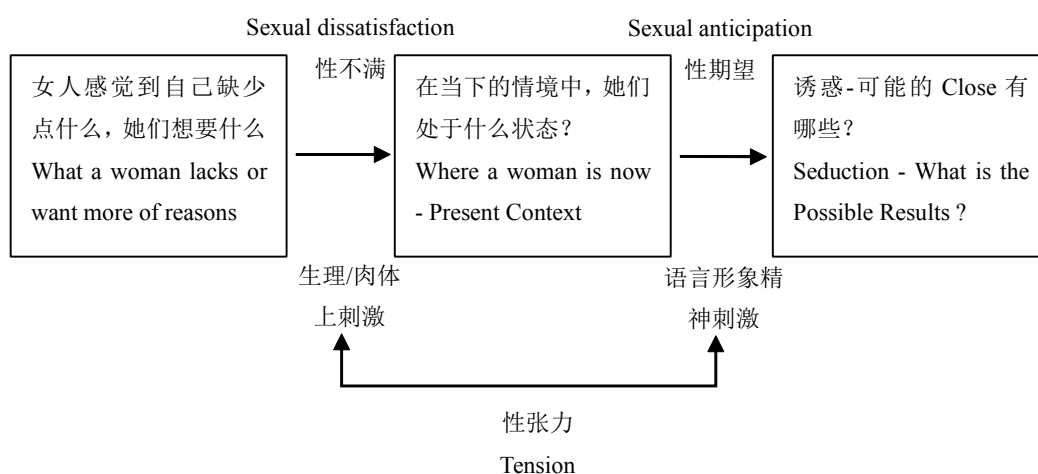 Sexual dissatisfaction
Sexual anticipation
性不满
性期望
女人感觉到自己缺少
点什么，她们想要什么
What a woman lacks or
want more of reasons
在当下的情境中，她们
处于什么状态？
Where a woman is now
- Present Context
诱惑-可能的 Close 有
哪些？
Seduction - What is the
Possible Results ?
生理/肉体
上刺激
语言形象精
神刺激
性张力
Tension